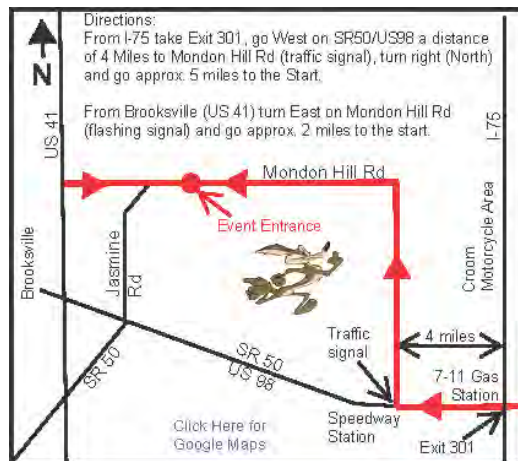 Directions:
From I-75 take Exit 301, go West on SR50/US98 a distance
of 4 Miles to Mondon Hill Rd (traffic signal), turn right (North)
and go approx. 5 miles to the Start.
From Brooksville (US 41) turn East on Mondon Hill Rd
(flashing signal) and go approx. 2 miles to the start.
N
US 41
I-75
Mondon Hill Rd
Event Entrance
Jasmine
Rd
Brooksville
Croom
Motorcycle Area
SR 50
SR 50
US 98
Traffic
signal
4 miles
7-11 Gas
Station
Speedway
Station
Exit 301
Click Here for
Google Maps